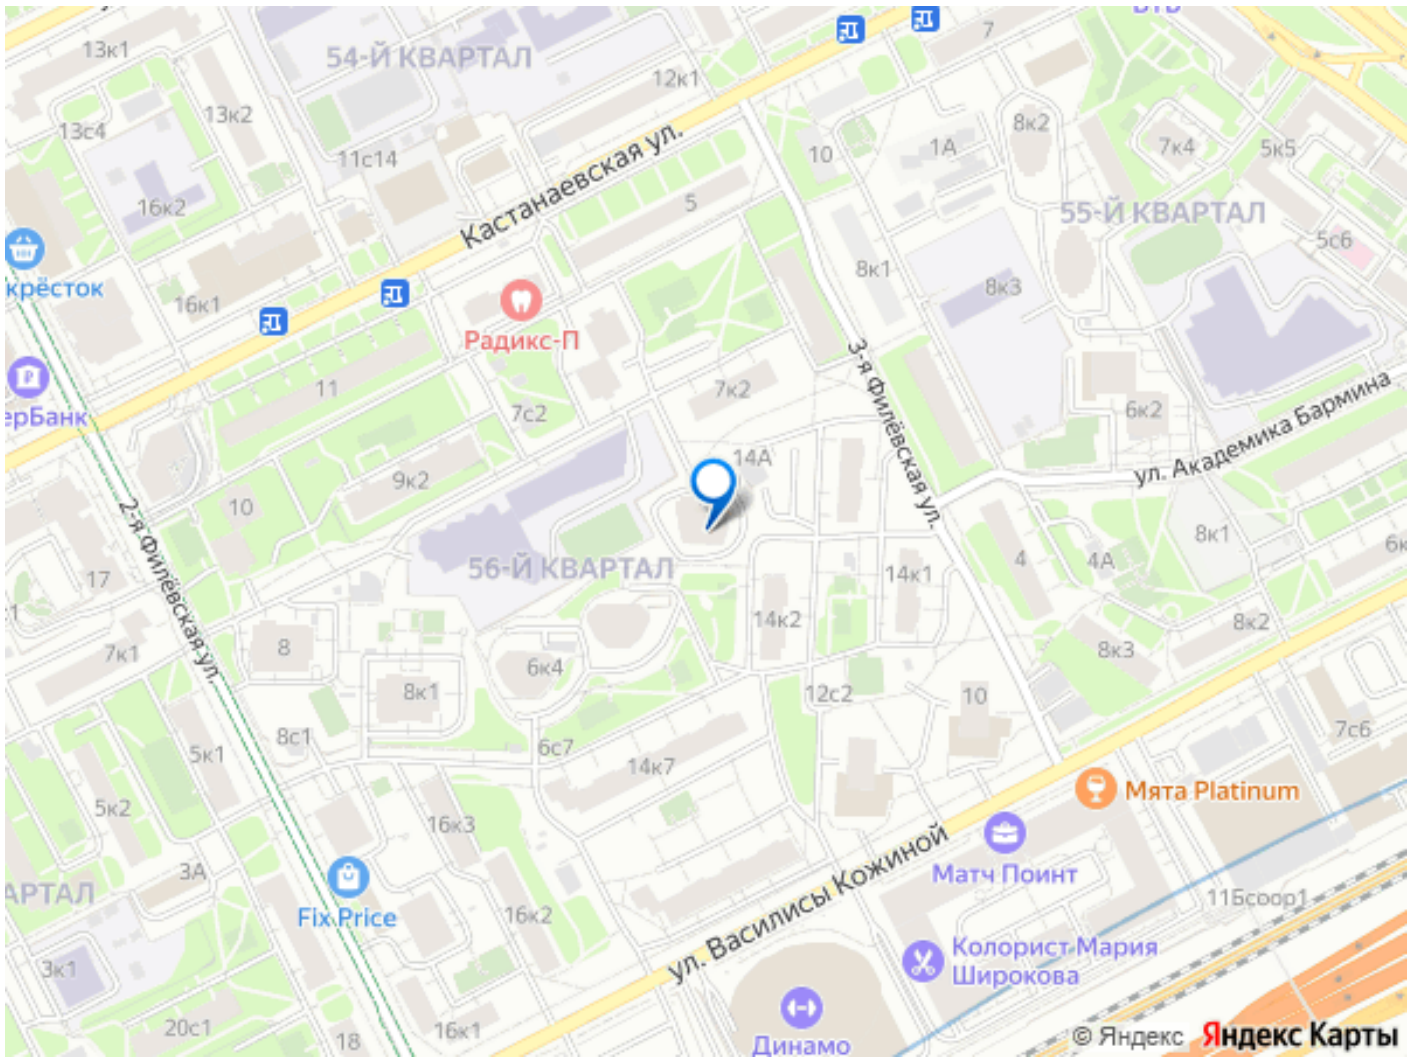 13к1
54-Й КВАРТАЛ
7
12к1
13с4
13к2
11с14
Кастанаевская ул.
10
1А
8к2
7к4
5к5
16к2
5
55-Й КВАРТАЛ
5с6
крёсток
16к1
8к1
8к3
Радикс-П
11
7с2
7к2
3-я Филёвская ул.
6к2
ерБанк
ул. Академика Бармина
9к2
14А
10
2-я Филёвская ул.
17
56-Й КВАРТАЛ
14к1
4
4А
8к1
6к
7к1
8
6к4
14к2
8к3
8к2
8к1
12с2
10
8с1
5к1
6с7
14к7
7с6
5к2
16к3
Мята Platinum
3А
АРТАЛ
Fix Price
16к2
ул. Василисы Кожиной
Матч Поинт
11Бсоор1
Колорист Мария
Широкова
3к1
20с1
18
16к1
Динамо
© Яндекс Яндекс Карты